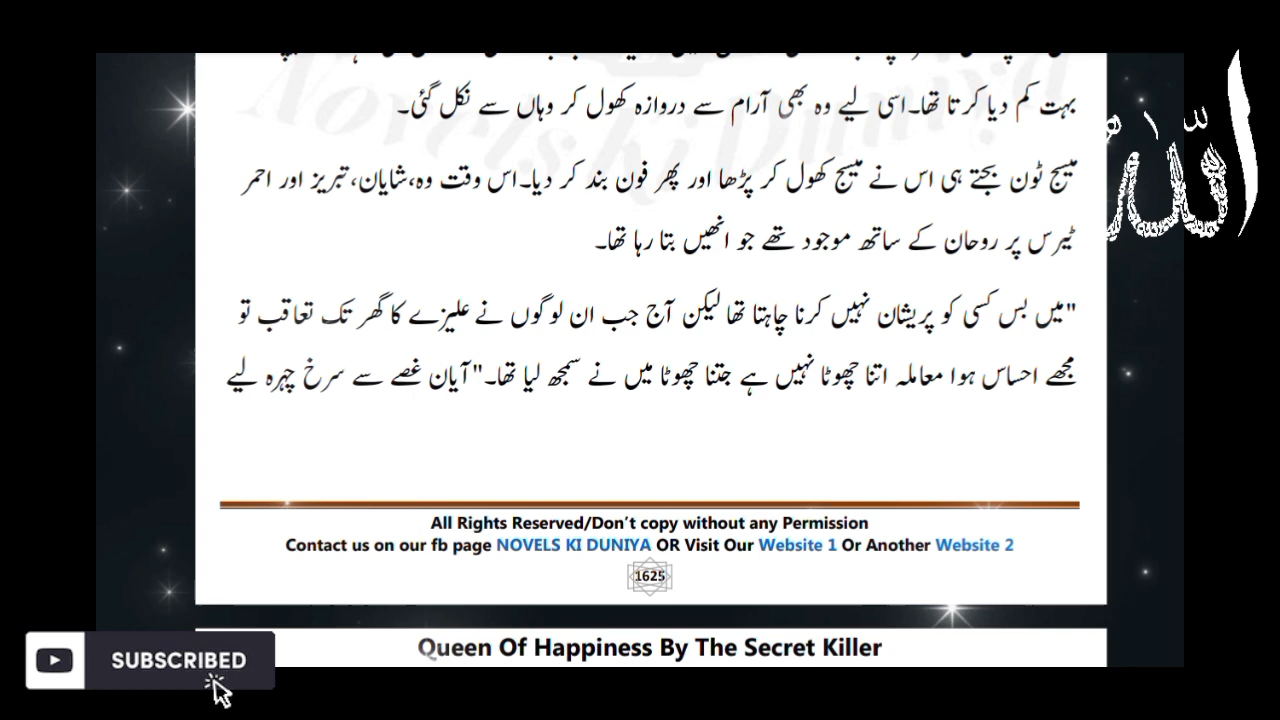 بہت کم دیا کرتا تھا۔اسی لیے وہ بھی آرام سے دروازہ کھول کر وہاں سے نکل گئی۔
میسج ٹون بجتے ہی اس نے میسج کھول کر پڑھا اور پھر فون بند کر دیا۔اس وقت وہ،شایان،تبریز اور احمر
ٹیرس پر روحان کے ساتھ موجود تھے جو انھیں بتا رہا تھا۔
"میں بس کسی کو پریشان نہیں کرنا چاہتا تھا لیکن آج جب ان لوگوں نے علیزے کا گھر تک تعاقب تو
مجھے احساس ہوا معاملہ اتنا چھوٹا نہیں ہے جتنا چھوٹا میں نے سمجھ لیا تھا۔"آیان غصے سے سرخ چہرہ لیے
Novels ki Duniya
اللہ
All Rights Reserved/Don't copy without any Permission
Contact us on our fb page NOVELS KI DUNIYA OR Visit Our Website 1 Or Another Website 2
1625
Queen Of Happiness By The Secret Killer
SUBSCRIBED